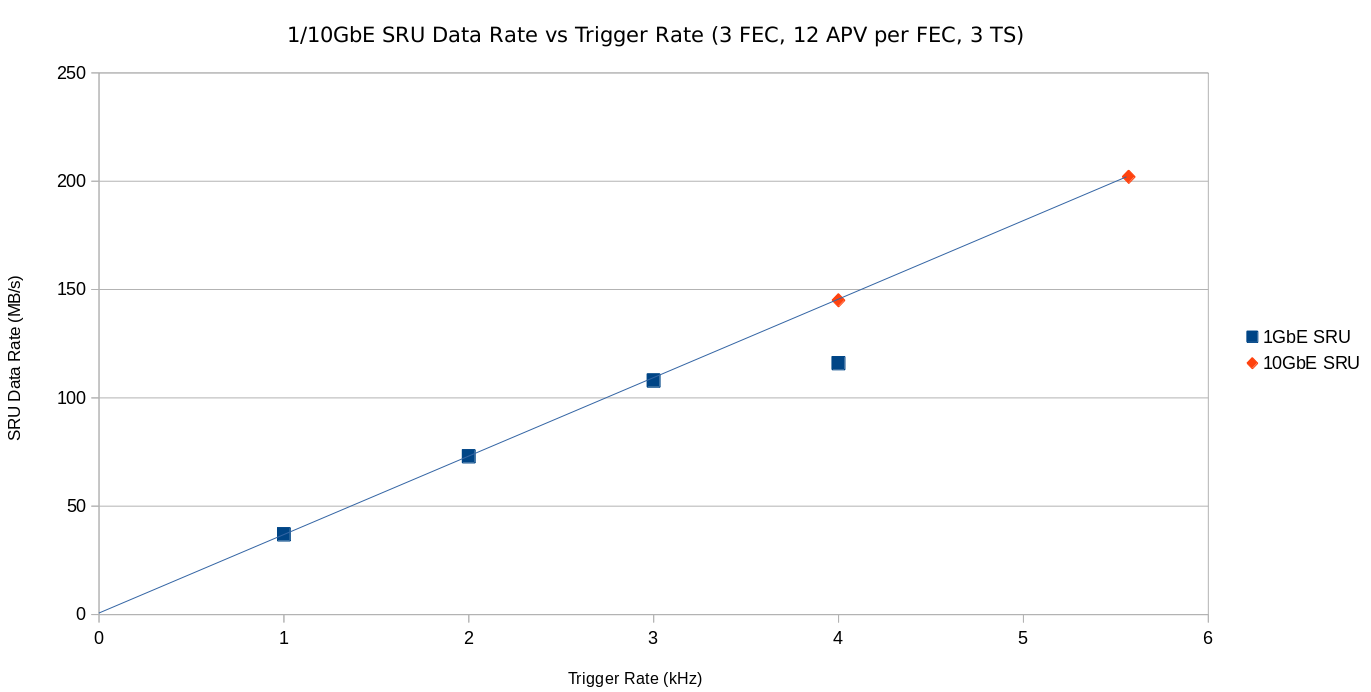 1/10GbE SRU Data Rate vs Trigger Rate (3 FEC, 12 APV per FEC, 3 TS)
250
200
150
100
50
0
0 1 2 3 4 5 6
SRU Data Rate (MB/s)
Trigger Rate (kHz)
1GbE SRU
10GbE SRU